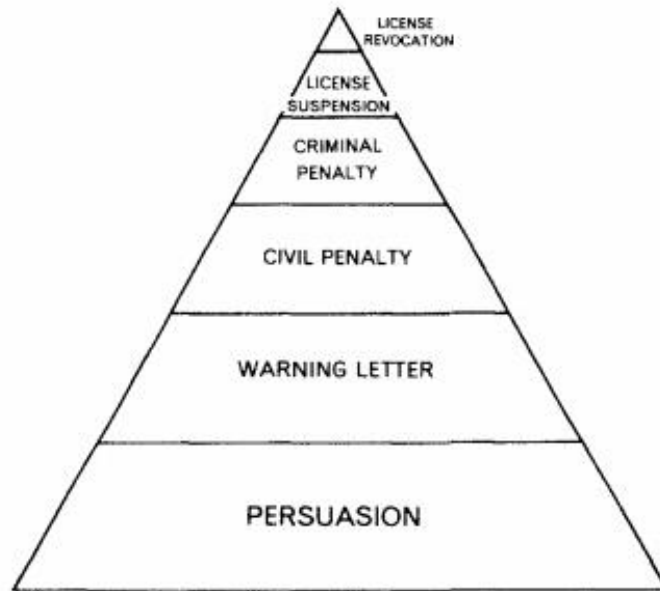 LICENSE
REVOCATION
LICENSE
SUSPENSION
CRIMINAL
PENALTY
CIVIL PENALTY
WARNING LETTER
PERSUASION